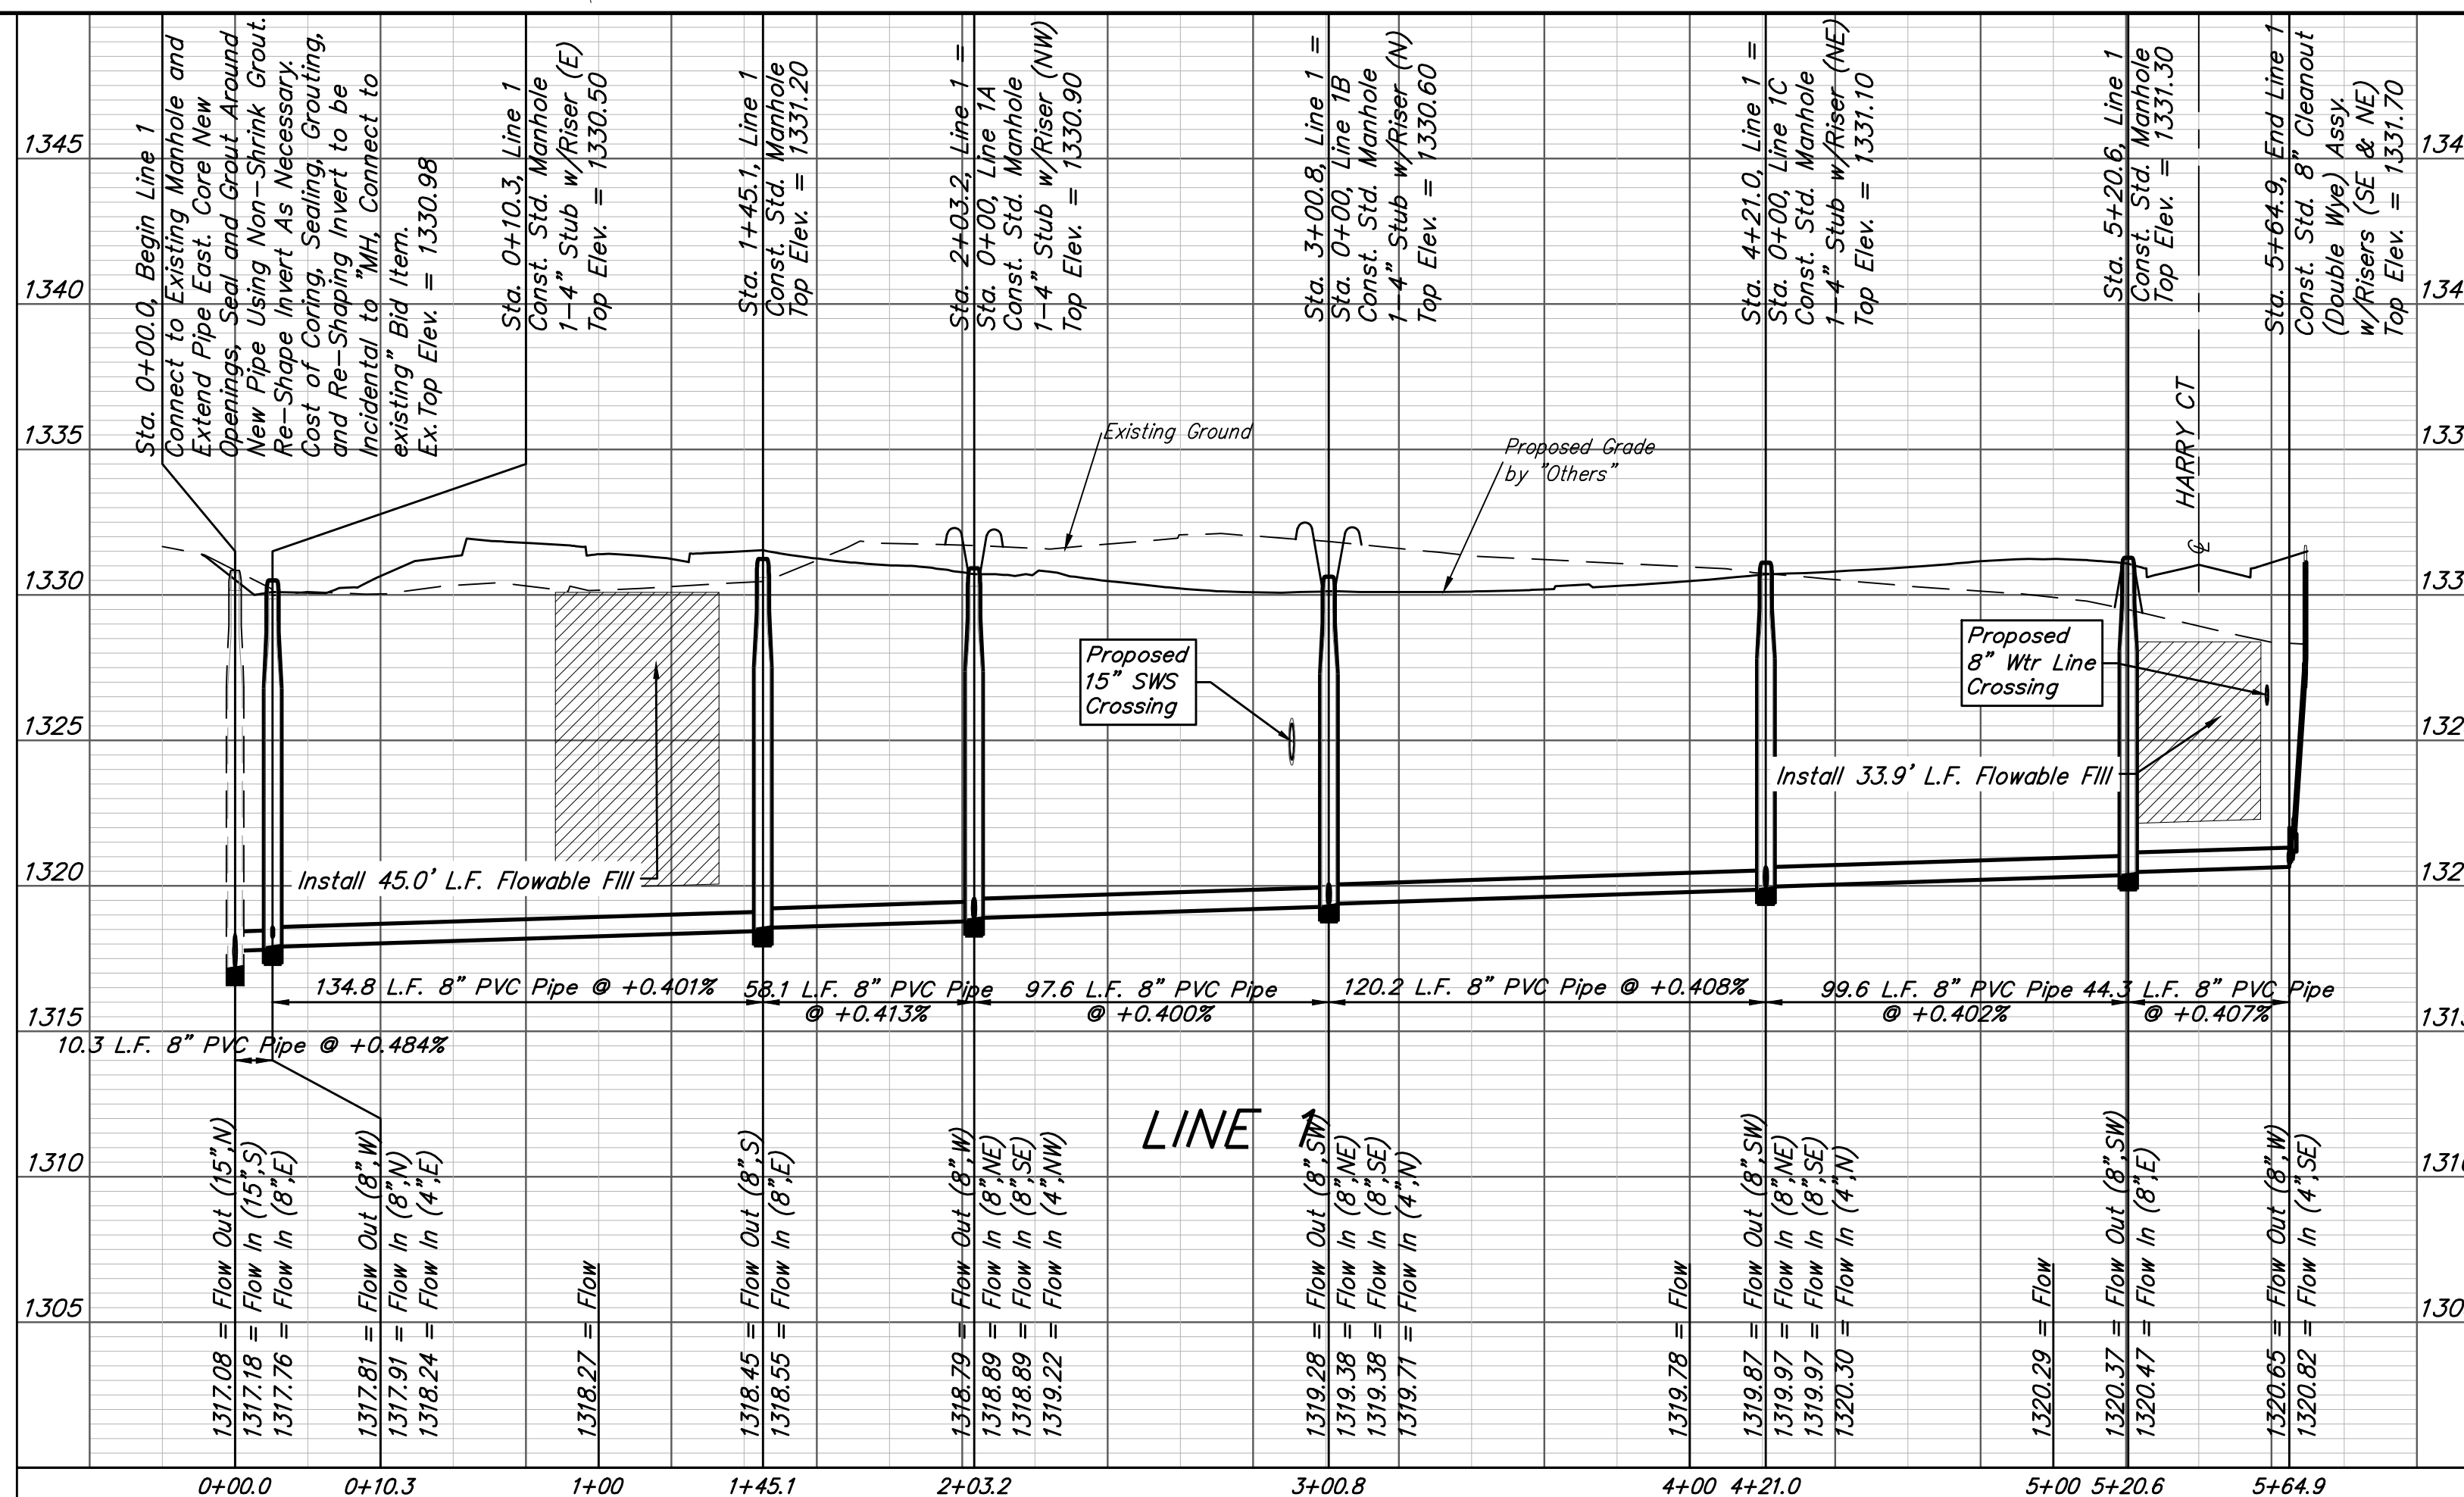 Sta. 0+00.0, Begin Line 1
Connect to Existing Manhole and
Extend Pipe East. Core New
Openings, Seal and Grout Around
New Pipe Using Non-Shrink Grout.
Re-Shape Invert As Necessary.
Cost of Coring, Sealing, Grouting,
and Re-Shaping Invert to be
Incidental to "MH, Connect to
existing" Bid Item.
Ex.Top Elev. = 1330.98
Sta. 0+10.3, Line 1
Const. Std. Manhole
1-4" Stub w/Riser (E)
Top Elev. = 1330.50
Sta. 1+45.1, Line 1
Const. Std. Manhole
Top Elev. = 1331.20
Sta. 2+03.2, Line 1 =
Sta. 0+00, Line 1A
Const. Std. Manhole
1-4" Stub w/Riser (NW)
Top Elev. = 1330.90
Sta. 3+00.8, Line 1 =
Sta. 0+00, Line 1B
Const. Std. Manhole
1-4" Stub w/Riser (N)
Top Elev. = 1330.60
Sta. 4+21.0, Line 1 =
Sta. 0+00, Line 1C
Const. Std. Manhole
1-4" Stub w/Riser (NE)
Top Elev. = 1331.10
Sta. 5+20.6, Line 1
Const. Std. Manhole
Top Elev. = 1331.30
HARRY CT
Sta. 5+64.9, End Line 1
Const. Std. 8" Cleanout
(Double Wye) Assy.
w/Risers (SE & NE)
Top Elev. = 1331.70
1345
1340
1335
1330
1325
1320
1315
1310
1305
134
134
133
133
132
132
131
1310
130
Existing Ground
Proposed Grade
by "Others"
℄
Proposed
15" SWS
Crossing
Proposed
8" Wtr Line
Crossing
Install 33.9' L.F. Flowable FIll
Install 45.0' L.F. Flowable FIll
134.8 L.F. 8" PVC Pipe @ +0.401%
58.1 L.F. 8" PVC Pipe
@ +0.413%
97.6 L.F. 8" PVC Pipe
@ +0.400%
120.2 L.F. 8" PVC Pipe @ +0.408%
99.6 L.F. 8" PVC Pipe
@ +0.402%
44.3 L.F. 8" PVC Pipe
@ +0.407%
10.3 L.F. 8" PVC Pipe @ +0.484%
LINE 1
1317.08 = Flow Out (15",N)
1317.18 = Flow In (15",S)
1317.76 = Flow In (8",E)
1317.81 = Flow Out (8",W)
1317.91 = Flow In (8",N)
1318.24 = Flow In (4",E)
1318.27 = Flow
1318.45 = Flow Out (8",S)
1318.55 = Flow In (8",E)
1318.79 = Flow Out (8",W)
1318.89 = Flow In (8",NE)
1318.89 = Flow In (8",SE)
1319.22 = Flow In (4",NW)
1319.28 = Flow Out (8",SW)
1319.38 = Flow In (8",NE)
1319.38 = Flow In (8",SE)
1319.71 = Flow In (4",N)
1319.78 = Flow
1319.87 = Flow Out (8",SW)
1319.97 = Flow In (8",NE)
1319.97 = Flow In (8",SE)
1320.30 = Flow In (4",N)
1320.29 = Flow
1320.37 = Flow Out (8",SW)
1320.47 = Flow In (8",E)
1320.65 = Flow Out (8",W)
1320.82 = Flow In (4",SE)
0+00.0 0+10.3 1+00 1+45.1 2+03.2 3+00.8 4+00 4+21.0 5+00 5+20.6 5+64.9